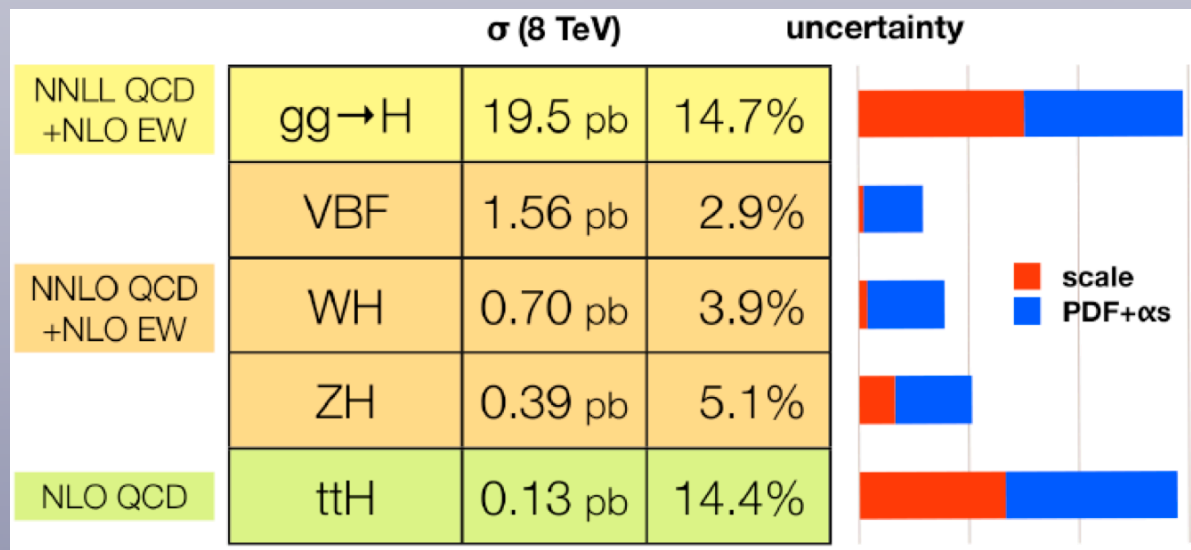 σ (8 TeV) uncertainty
NNLL QCD
+NLO EW
gg→H 19.5 pb 14.7%
VBF 1.56 pb 2.9%
NNLO QCD
+NLO EW
WH 0.70 pb 3.9%
scale
PDF+αs
ZH 0.39 pb 5.1%
NLO QCD ttH 0.13 pb 14.4%